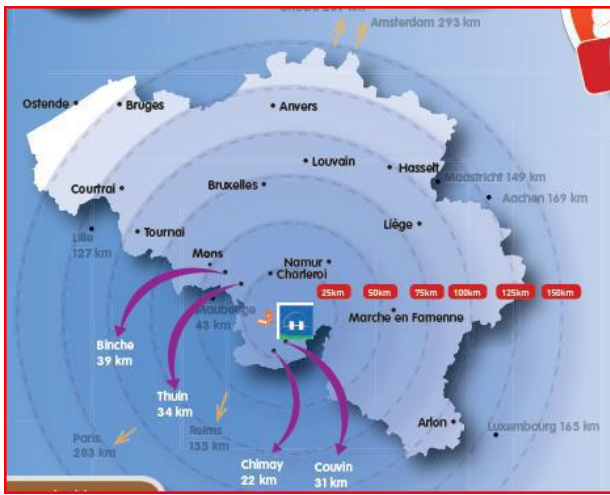 Amsterdam 293 km
Ostende
Bruges
Anvers
Louvain
Hasselt
Maastricht 149 km
Courtrai
Bruxelles
Aachen 169 km
Lille
127 km
Tournai
Liège
Mons
Namur
Charleroi
25km
50km
75km
100km
125km
150km
Maubeuge
43 km
Marche en Famenne
Binche
39 km
Thuin
34 km
Paris
283 km
Reims
135 km
Arlon
Luxembourg 165 km
Chimay
22 km
Couvin
31 km